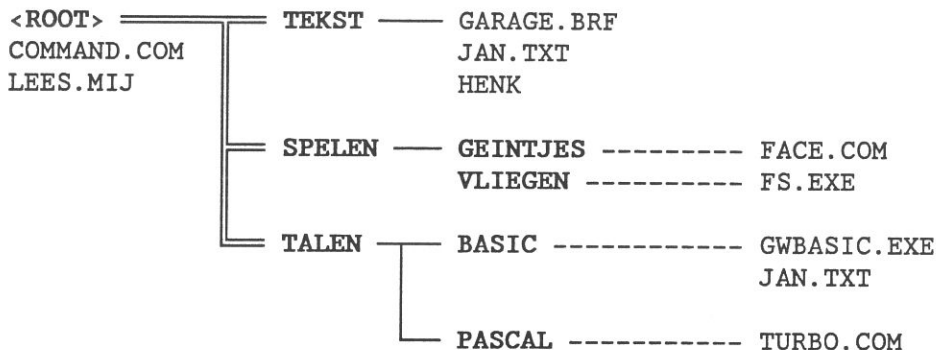 <ROOT> TEKST GARAGE.BRF
COMMAND.COM JAN.TXT
LEES.MIJ HENK
SPELEN GEINTJES FACE.COM
VLIEGEN FS.EXE
TALEN BASIC GWBASIC.EXE
JAN.TXT
PASCAL TURBO.COM